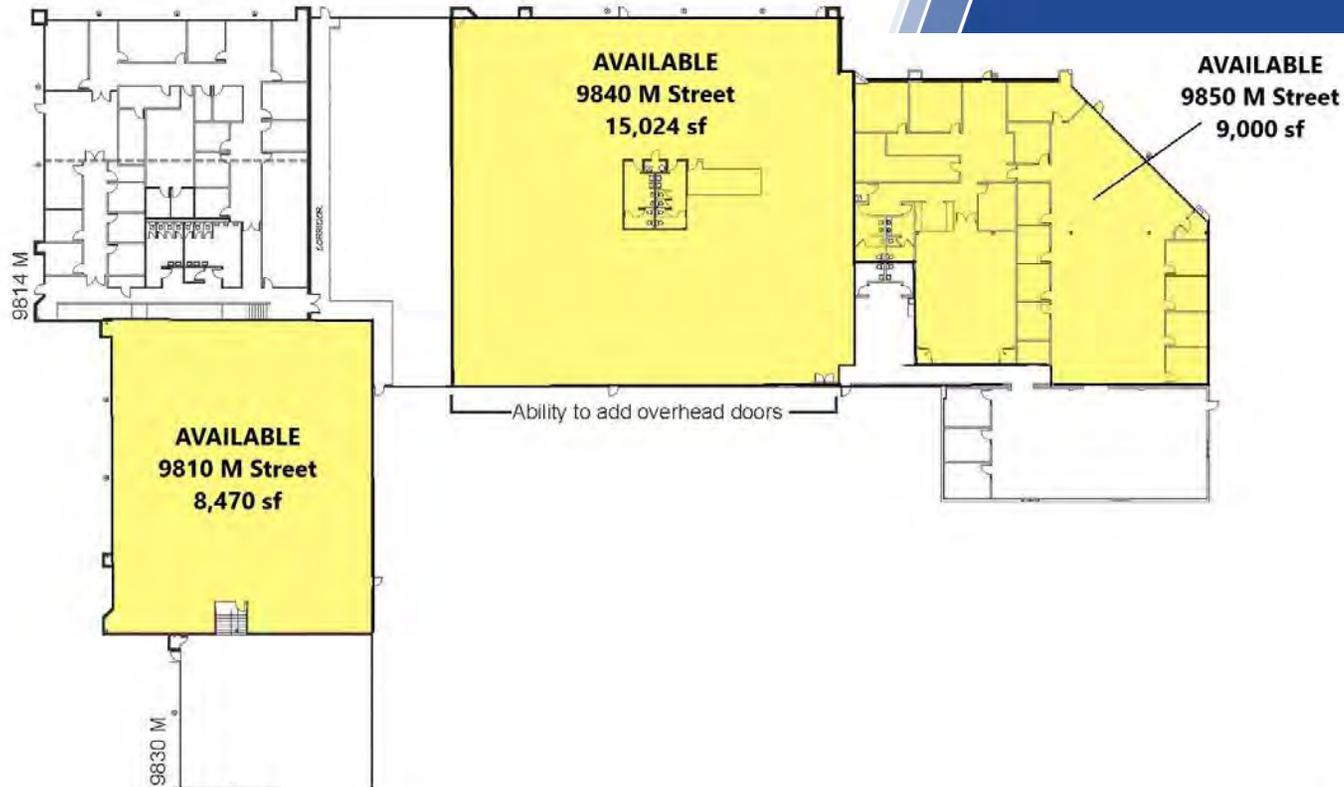 AVAILABLE
9840 M Street
15,024 sf
AVAILABLE
9850 M Street
9,000 sf
CORRIDOR
9814 M
Ability to add overhead doors
AVAILABLE
9810 M Street
8,470 sf
9830 M